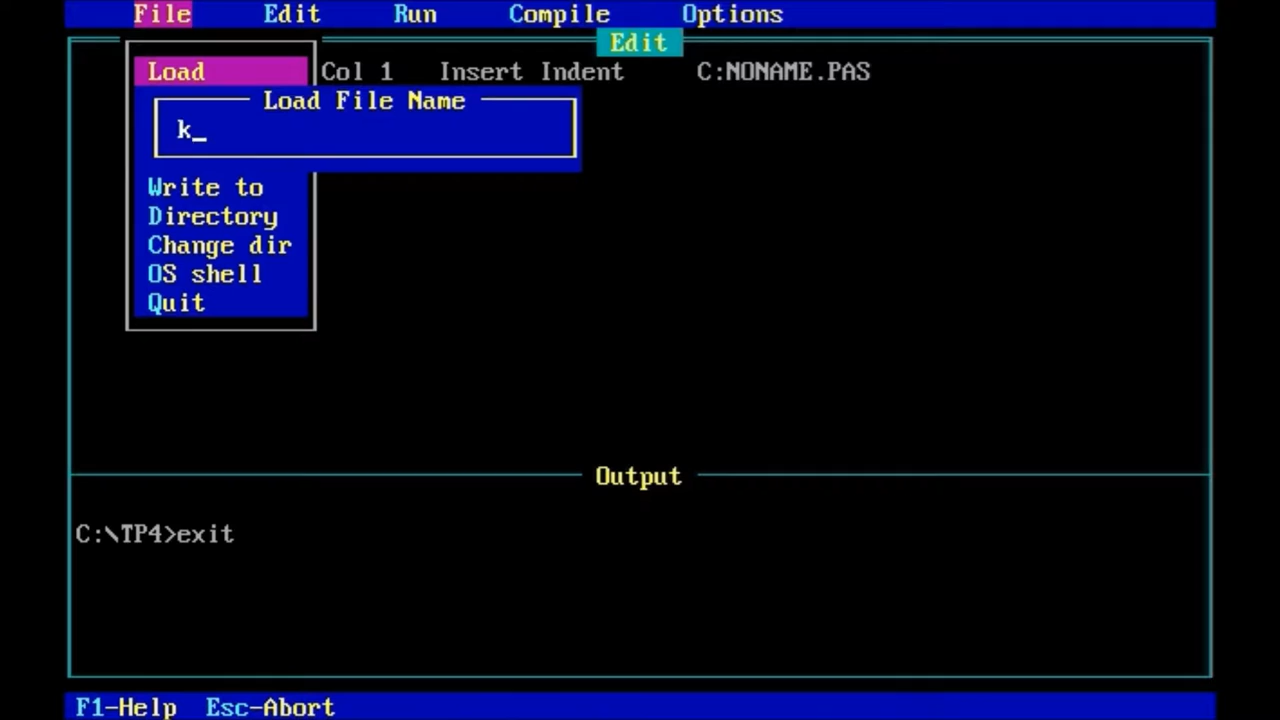 File Edit Run Compile Options
Edit
Load Col 1 Insert Indent C:NONAME.PAS
Load File Name
k_
Write to
Directory
Change dir
OS shell
Quit
Output
C:\TP4>exit
F1-Help Esc-Abort